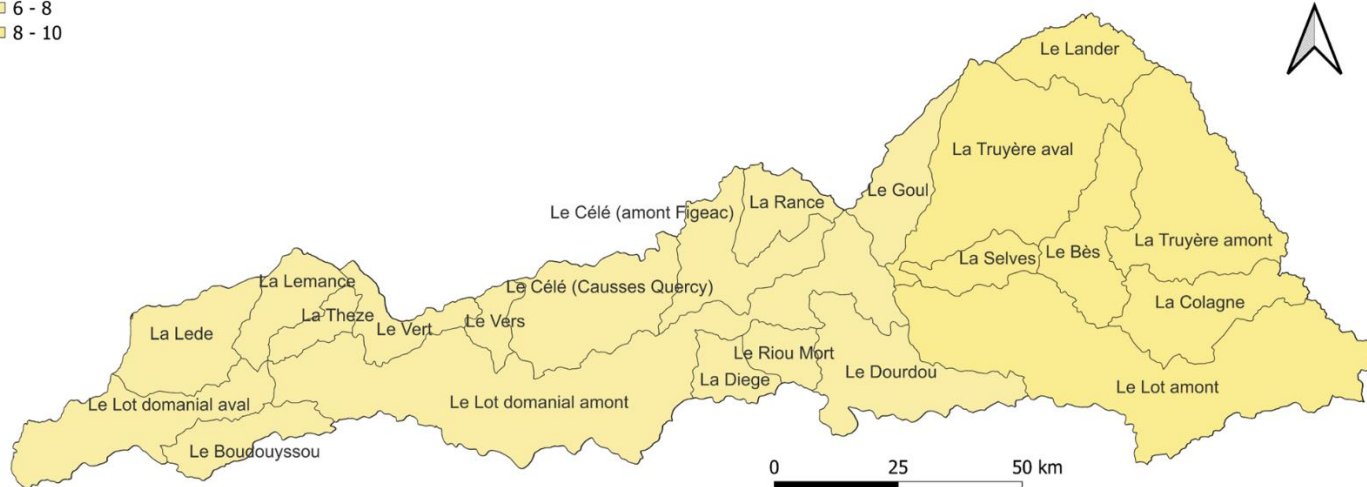 6 - 8
8 - 10
Le Lander
La Truyère aval
Le Goul
La Rance
Le Célé (amont Figeac)
La Truyère amont
Le Bès
La Selves
La Lemance
Le Célé (Causses Quercy)
La Colagne
La Theze
Le Vers
Le Vert
La Lede
Le Riou Mort
Le Dourdou
La Diege
Le Lot amont
Le Lot domanial amont
Le Lot domanial aval
Le Boudouyssou
0 25 50 km